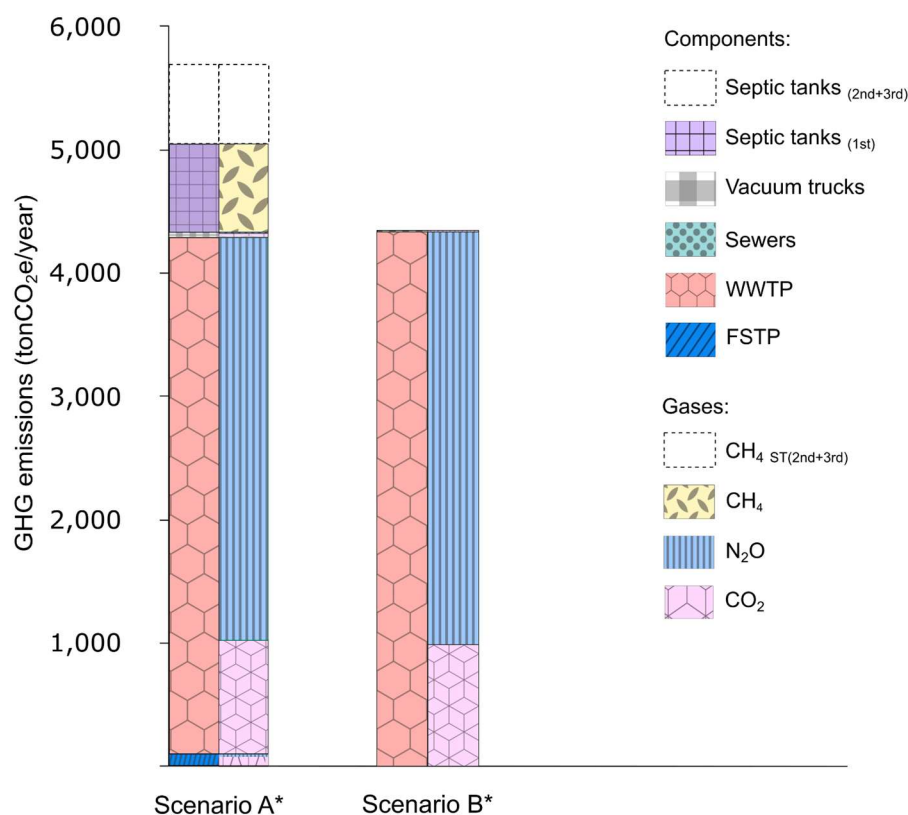 GHG emissions (tonCO₂e/year)
6,000
5,000
4,000
3,000
2,000
1,000
Scenario A*
Scenario B*
Components:
Septic tanks (2nd+3rd)
Septic tanks (1st)
Vacuum trucks
Sewers
WWTP
FSTP
Gases:
CH₄ ST(2nd+3rd)
CH₄
N₂O
CO₂